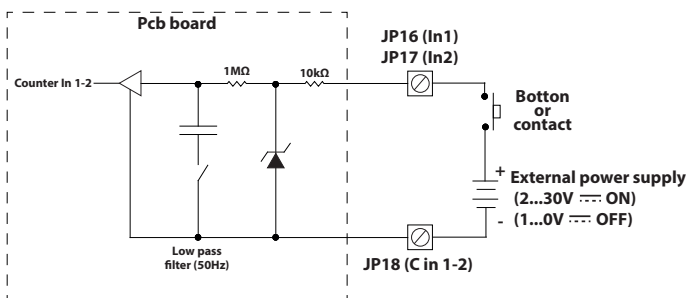 Pcb board
JP16 (In1)
JP17 (In2)
Counter In 1-2
1MΩ
10kΩ
Botton
or
contact
+ External power supply
(2...30V ⎓ ON)
- (1...0V ⎓ OFF)
Low pass
filter (50Hz)
JP18 (C in 1-2)